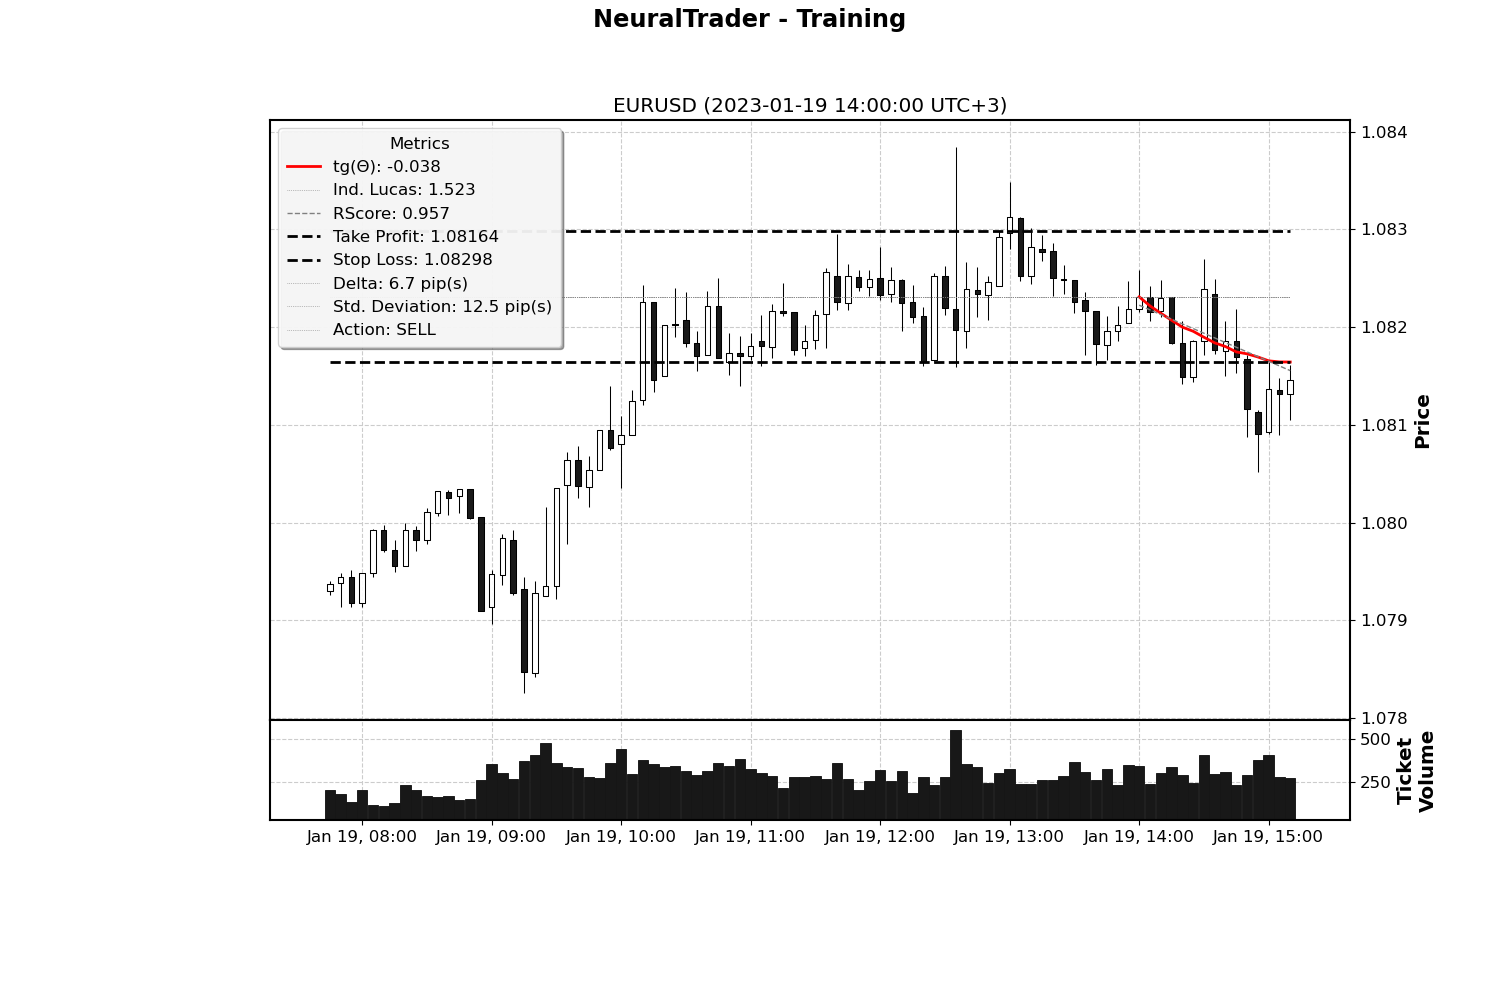 NeuralTrader - Training
EURUSD (2023-01-19 14:00:00 UTC+3)
Metrics
tg(Θ): -0.038
Ind. Lucas: 1.523
RScore: 0.957
Take Profit: 1.08164
Stop Loss: 1.08298
Delta: 6.7 pip(s)
Std. Deviation: 12.5 pip(s)
Action: SELL
1.084
1.083
1.082
1.081
1.080
1.079
1.078
Price
500
250
Ticket
Volume
Jan 19, 08:00
Jan 19, 09:00
Jan 19, 10:00
Jan 19, 11:00
Jan 19, 12:00
Jan 19, 13:00
Jan 19, 14:00
Jan 19, 15:00